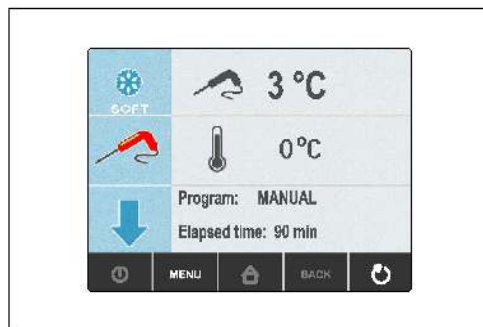 SOFT
3 °C
0°C
Program: MANUAL
Elapsed time: 90 min
MENU
BACK